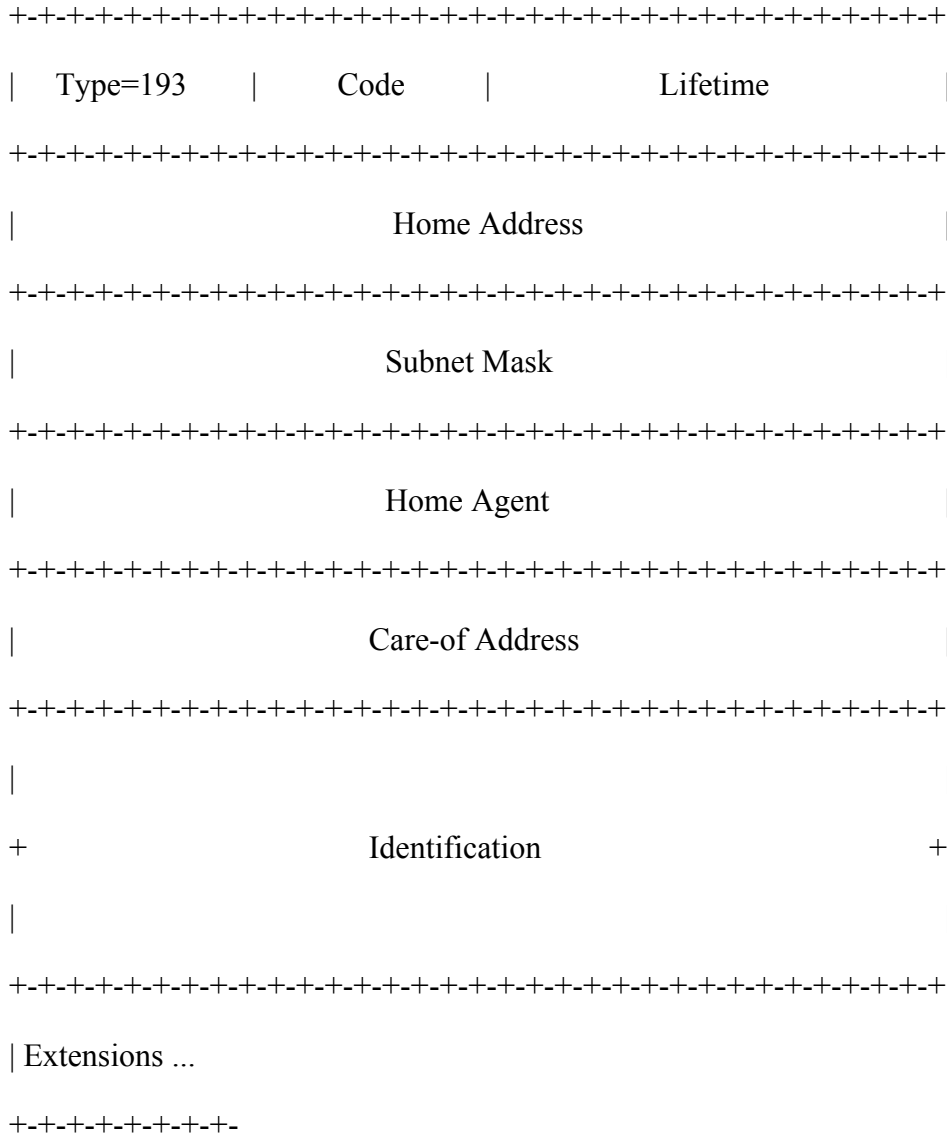 +-+-+-+-+-+-+-+-+-+-+-+-+-+-+-+-+-+-+-+-+-+-+-+-+-+-+-+-+-+-+-+-+
| Type=193 | Code | Lifetime |
+-+-+-+-+-+-+-+-+-+-+-+-+-+-+-+-+-+-+-+-+-+-+-+-+-+-+-+-+-+-+-+-+
| Home Address |
+-+-+-+-+-+-+-+-+-+-+-+-+-+-+-+-+-+-+-+-+-+-+-+-+-+-+-+-+-+-+-+-+
| Subnet Mask
+-+-+-+-+-+-+-+-+-+-+-+-+-+-+-+-+-+-+-+-+-+-+-+-+-+-+-+-+-+-+-+-+
| Home Agent |
+-+-+-+-+-+-+-+-+-+-+-+-+-+-+-+-+-+-+-+-+-+-+-+-+-+-+-+-+-+-+-+-+
| Care-of Address |
+-+-+-+-+-+-+-+-+-+-+-+-+-+-+-+-+-+-+-+-+-+-+-+-+-+-+-+-+-+-+-+-+
|
+ Identification +
|
+-+-+-+-+-+-+-+-+-+-+-+-+-+-+-+-+-+-+-+-+-+-+-+-+-+-+-+-+-+-+-+-+
| Extensions ...
+-+-+-+-+-+-+-+-